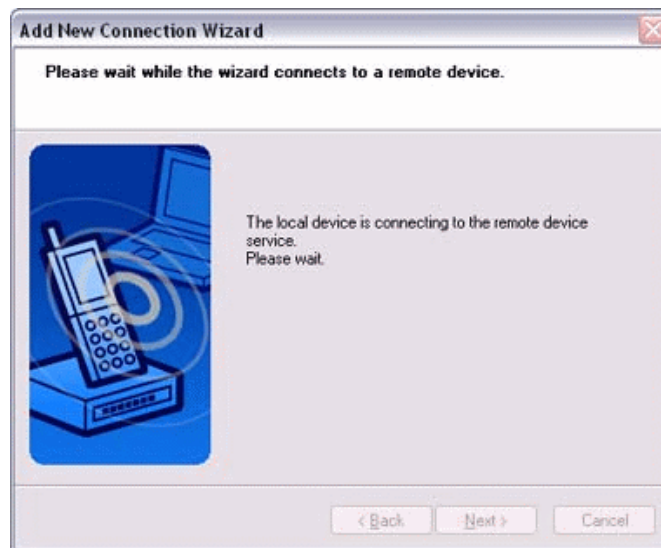 Add New Connection Wizard
Please wait while the wizard connects to a remote device.
The local device is connecting to the remote device
service.
Please wait.
< Back
Next >
Cancel